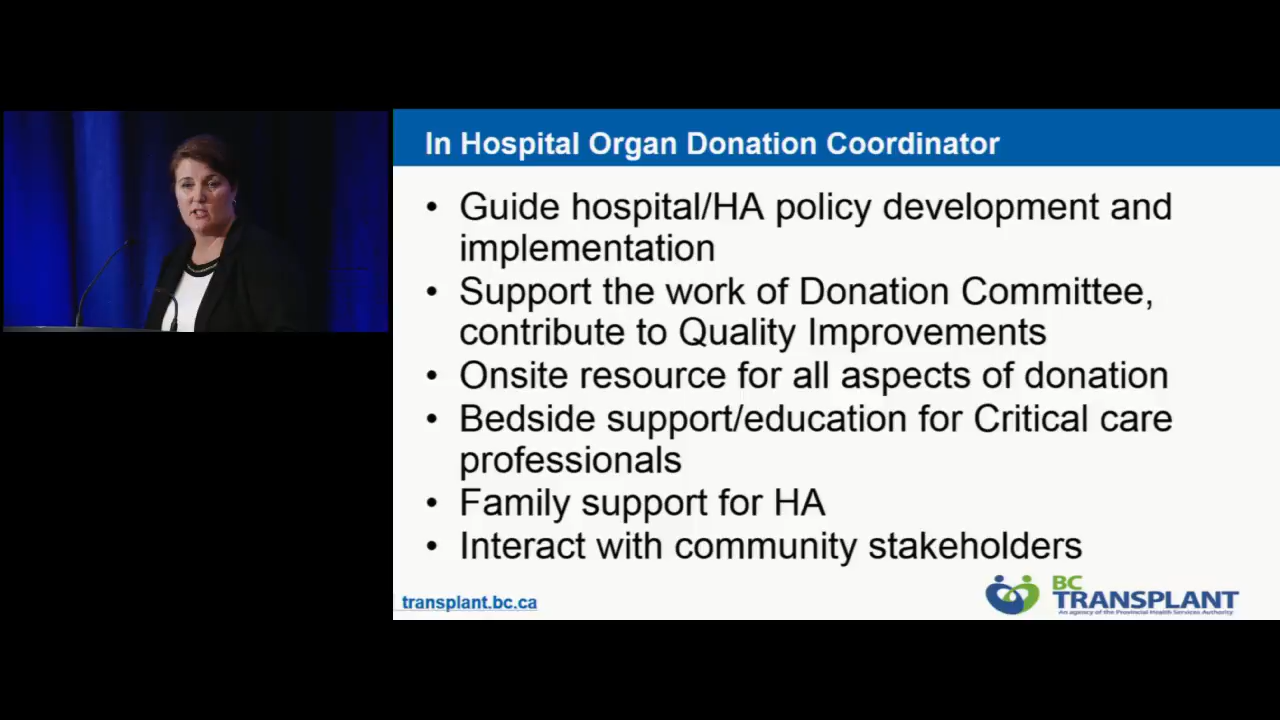 In Hospital Organ Donation Coordinator
• Guide hospital/HA policy development and
implementation
• Support the work of Donation Committee,
contribute to Quality Improvements
• Onsite resource for all aspects of donation
• Bedside support/education for Critical care
professionals
• Family support for HA
• Interact with community stakeholders
transplant.bc.ca
BC
TRANSPLANT
An agency of the Provincial Health Services Authority